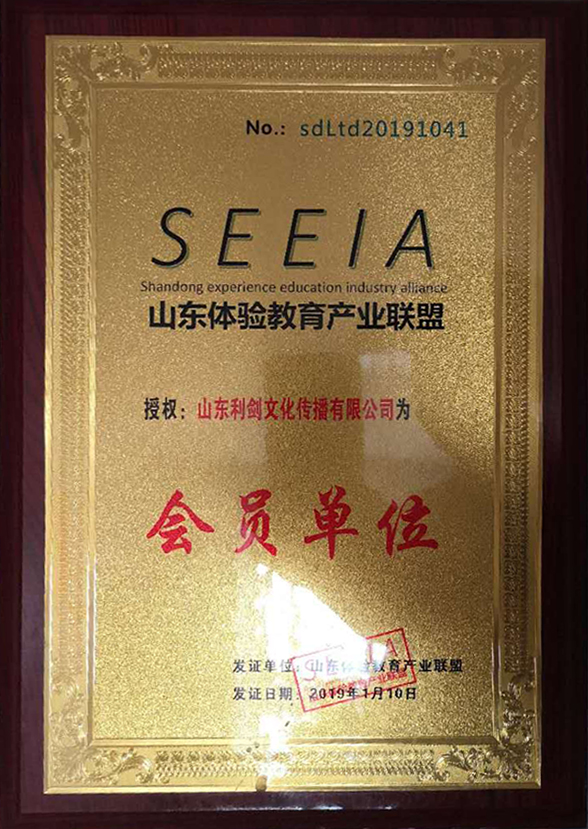 No.: sdLtd20191041
SEEIA
Shandong experience education industry alliance
山东体验教育产业联盟
授权：山东利剑文化传播有限公司为
会员单位
发证单位：山东体验教育产业联盟
发证日期：2019年1月10日
SEEIA